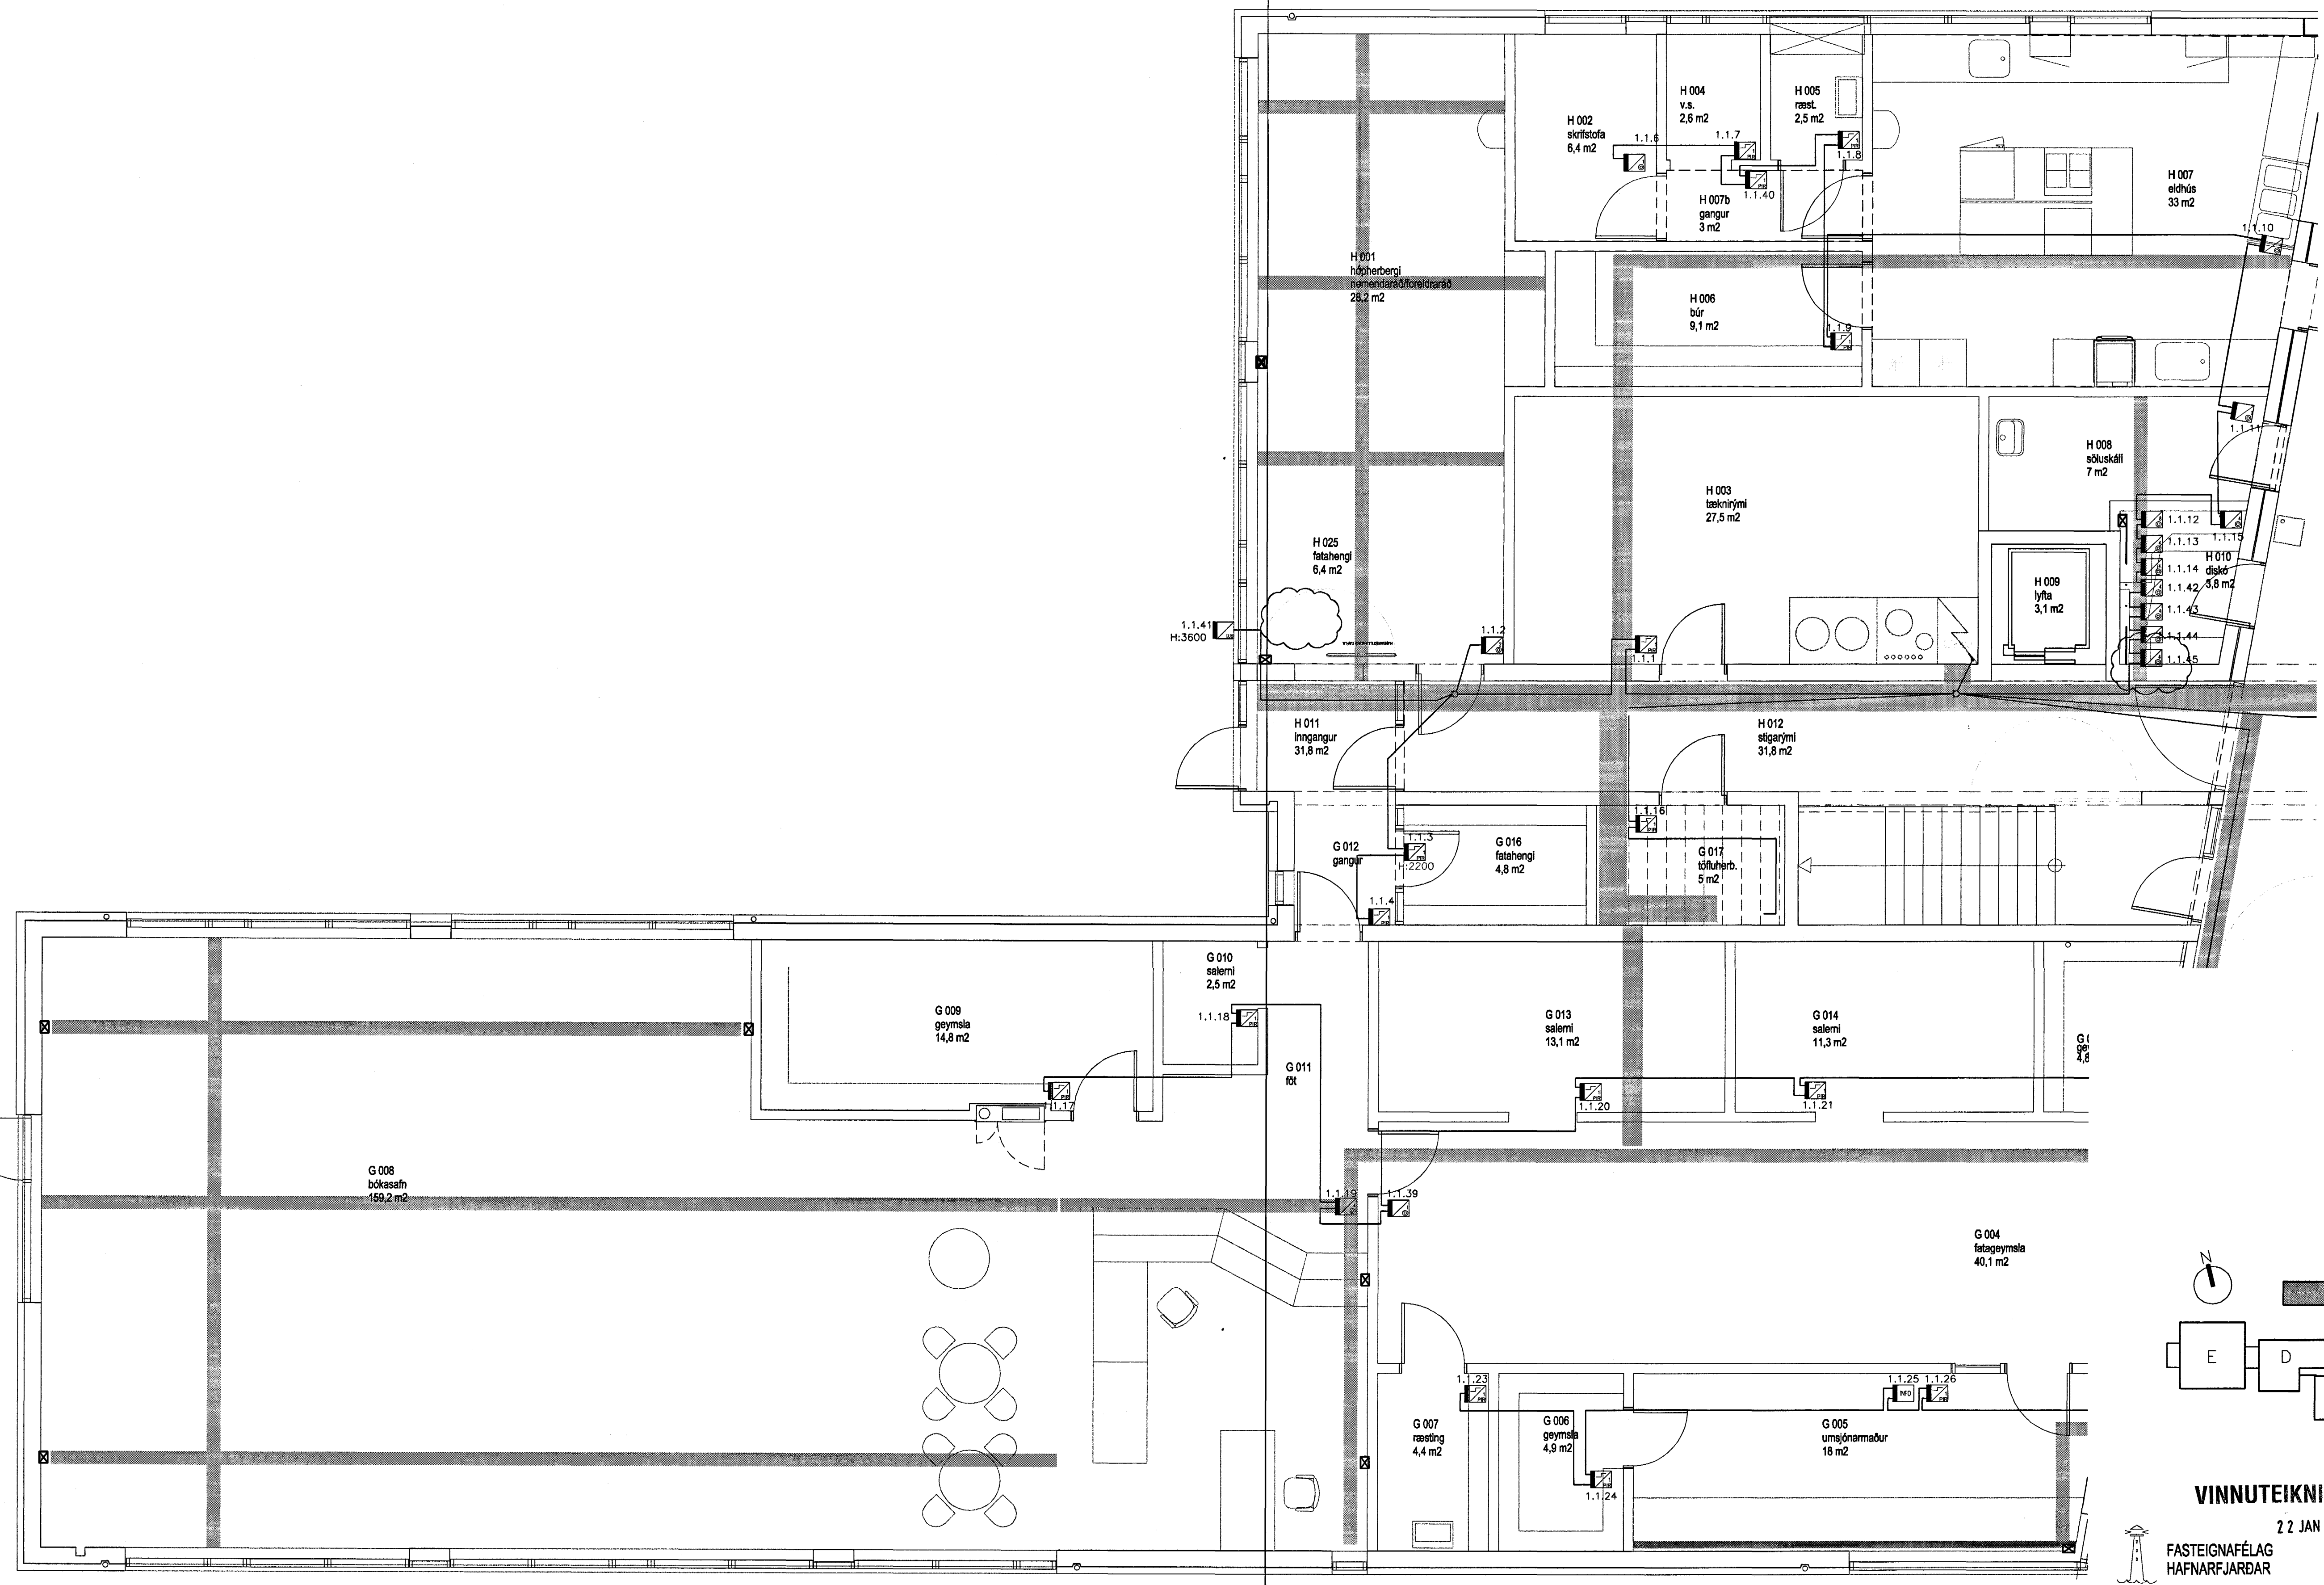 H 004
v.s.
2,6 m2
H 005
ræst.
2,5 m2
H 002
skrifstofa
6,4 m2
1.1.6
1.1.7
1.1.8
1.1.40
H 007b
gangur
3 m2
H 007
eldhús
33 m2
1.1.10
H 001
hópherbergi
nemendaráð/foreldraráð
28,2 m2
H 006
búr
9,1 m2
1.1.9
1.1.11
H 008
söluskáli
7 m2
H 003
tæknirými
27,5 m2
H 025
fatahengi
6,4 m2
1.1.12
1.1.15
1.1.13
1.1.14
1.1.42
1.1.43
1.1.44
1.1.45
H 010
diskó
3,8 m2
H 009
lyfta
3,1 m2
1.1.41
H:3600
1.1.2
1.1.1
H 011
inngangur
31,8 m2
H 012
stigarými
31,8 m2
1.1.16
G 012
gangur
1.1.3
H:2200
G 016
fatahengi
4,8 m2
G 017
töfluherb.
5 m2
1.1.4
G 010
salerni
2,5 m2
G 009
geymsla
14,8 m2
1.1.18
G 013
salerni
13,1 m2
G 014
salerni
11,3 m2
G 011
föt
1.1.17
1.1.20
1.1.21
G 008
bókasafn
159,2 m2
1.1.19
1.1.39
G 004
fatageymsla
40,1 m2
N
E
D
1.1.23
1.1.25
1.1.26
INFO
G 007
ræsting
4,4 m2
G 006
geymsla
4,9 m2
G 005
umsjónarmaður
18 m2
1.1.24
VINNUTEIKNI
22 JAN
FASTEIGNAFÉLAG
HAFNARFJARÐAR